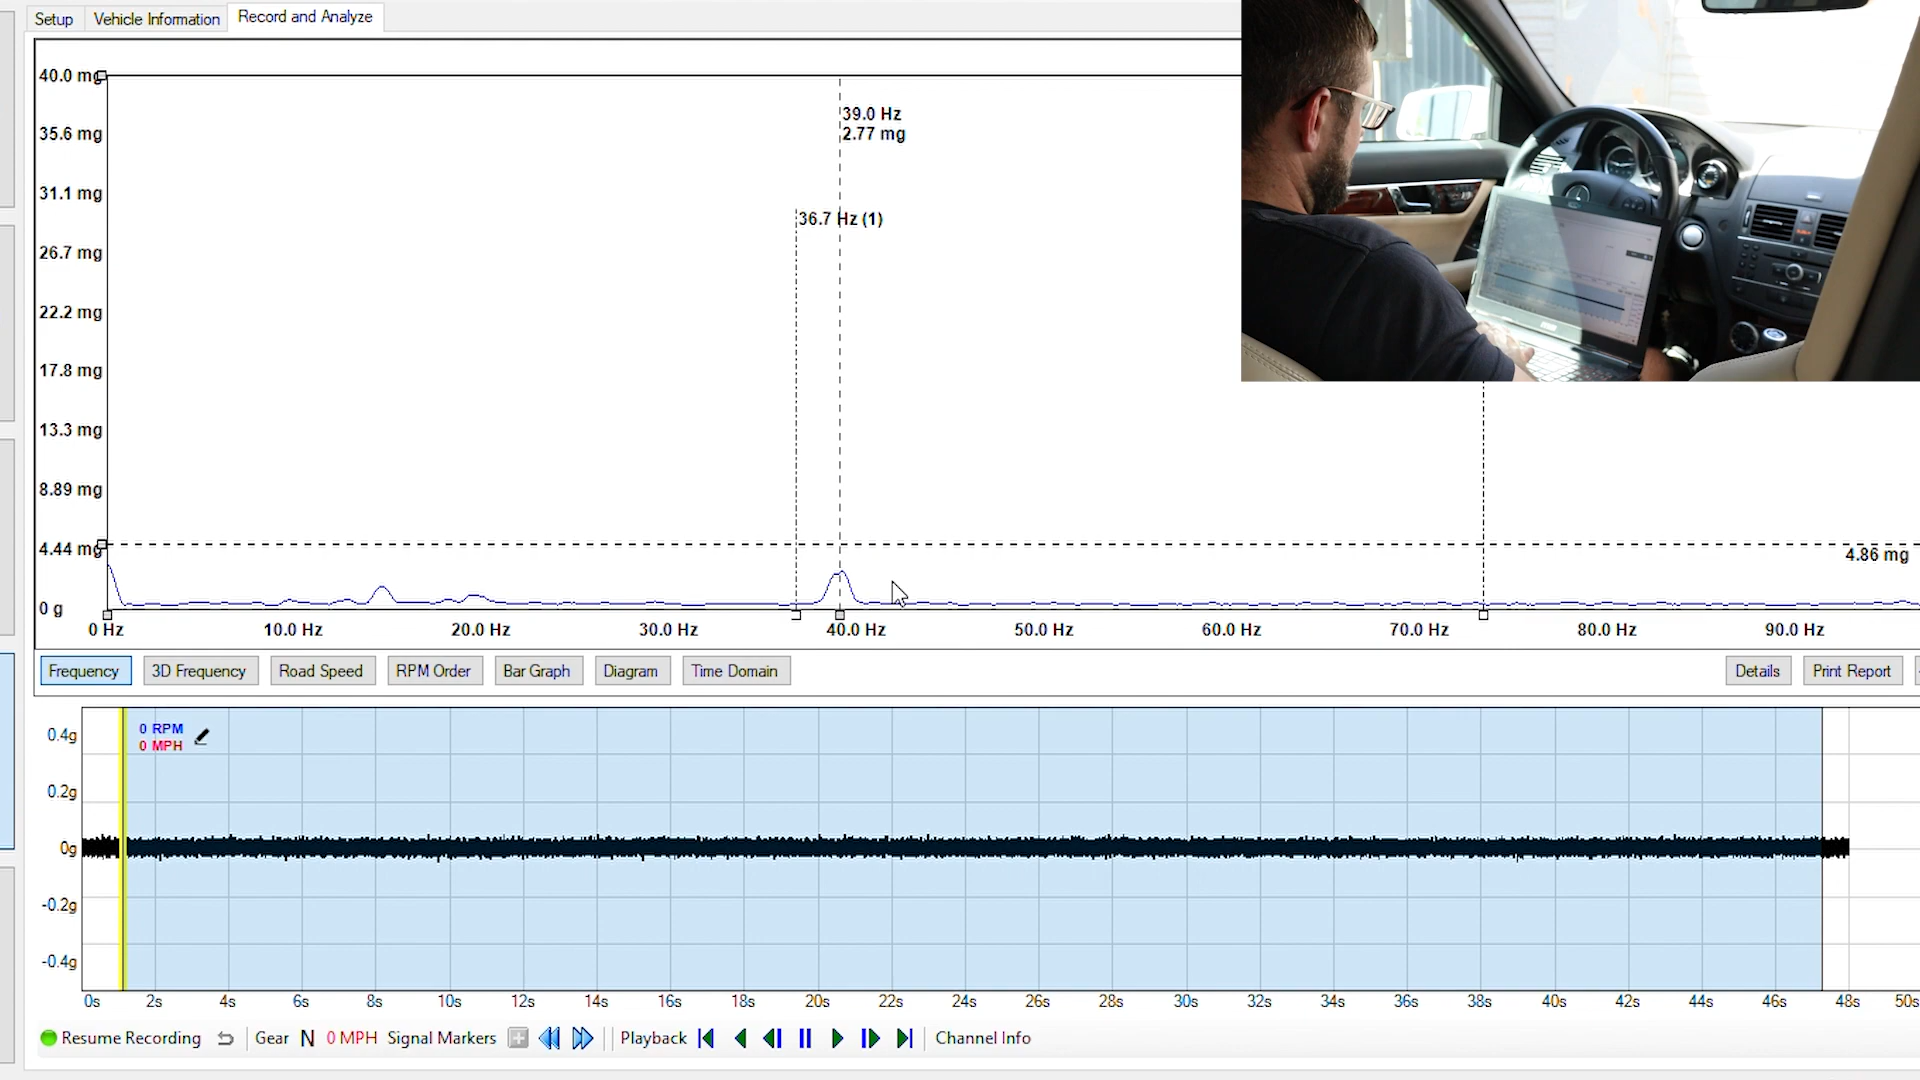 Setup
Vehicle Information
Record and Analyze
40.0 mg
39.0 Hz
35.6 mg
2.77 mg
31.1 mg
36.7 Hz (1)
26.7 mg
22.2 mg
17.8 mg
13.3 mg
8.89 mg
4.44 mg
4.86 mg
0 g
0 Hz
10.0 Hz
20.0 Hz
30.0 Hz
40.0 Hz
50.0 Hz
60.0 Hz
70.0 Hz
80.0 Hz
90.0 Hz
Frequency
3D Frequency
Road Speed
RPM Order
Bar Graph
Diagram
Time Domain
Details
Print Report
0 RPM
0.4g
0 MPH
0.2g
0g
-0.2g
-0.4g
0s 2s 4s 6s 8s 10s 12s 14s 16s 18s 20s 22s 24s 26s 28s 30s 32s 34s 36s 38s 40s 42s 44s 46s 48s 50s
Resume Recording
Gear N 0 MPH Signal Markers
Playback
Channel Info